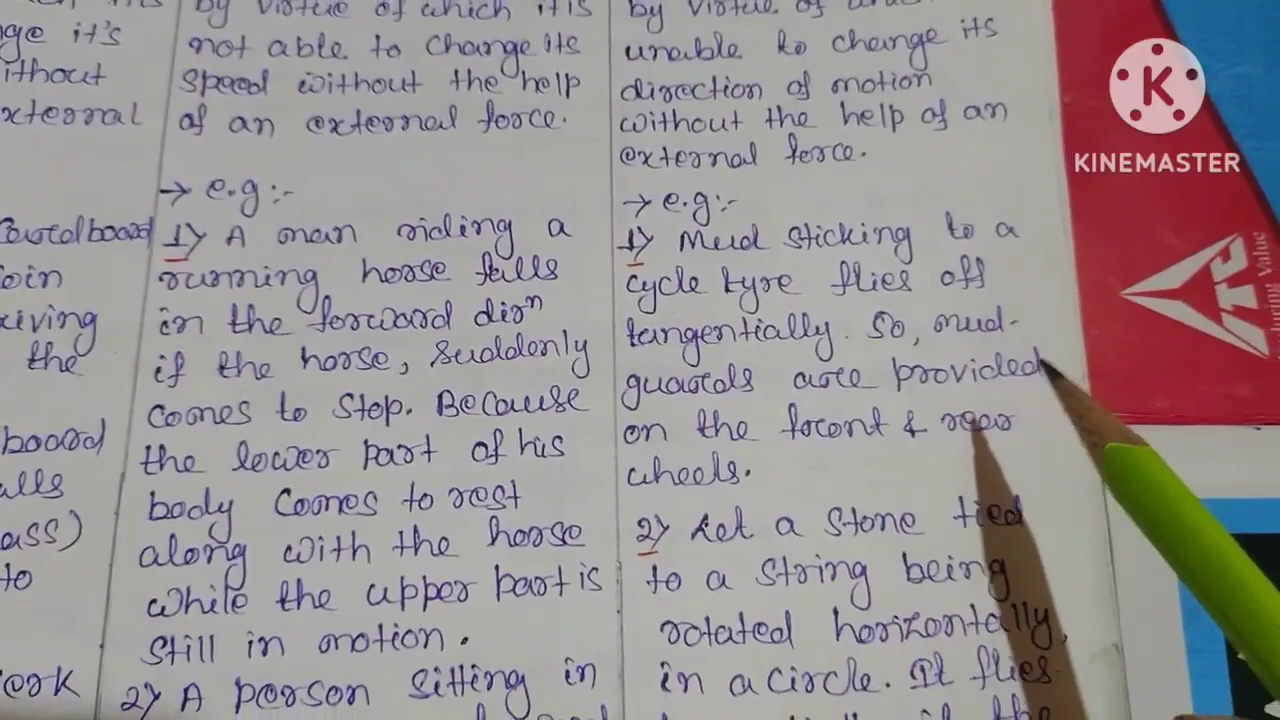 ge it's
ithout
xternal
Cardboard
oin
the
board
alls
ass)
to
ork
by virtue of which it is
not able to change its
speed without the help
of an external force.
→ e.g:-
1) A man riding a
running horse falls
in the forward dirⁿ
if the horse, suddenly
comes to stop. Because
the lower part of his
body comes to rest
along with the horse
while the upper part is
still in motion.
2) A person sitting in
by virtue of
unable to change its
direction of motion
without the help of an
external force.
→ e.g:-
1) Mud sticking to a
cycle tyre flies off
tangentially. So, mud-
guards are provided
on the front & rear
wheels.
2) Let a stone tied
to a string being
rotated horizontally,
in a circle. It flies
the
K
KINEMASTER
ITC
Value